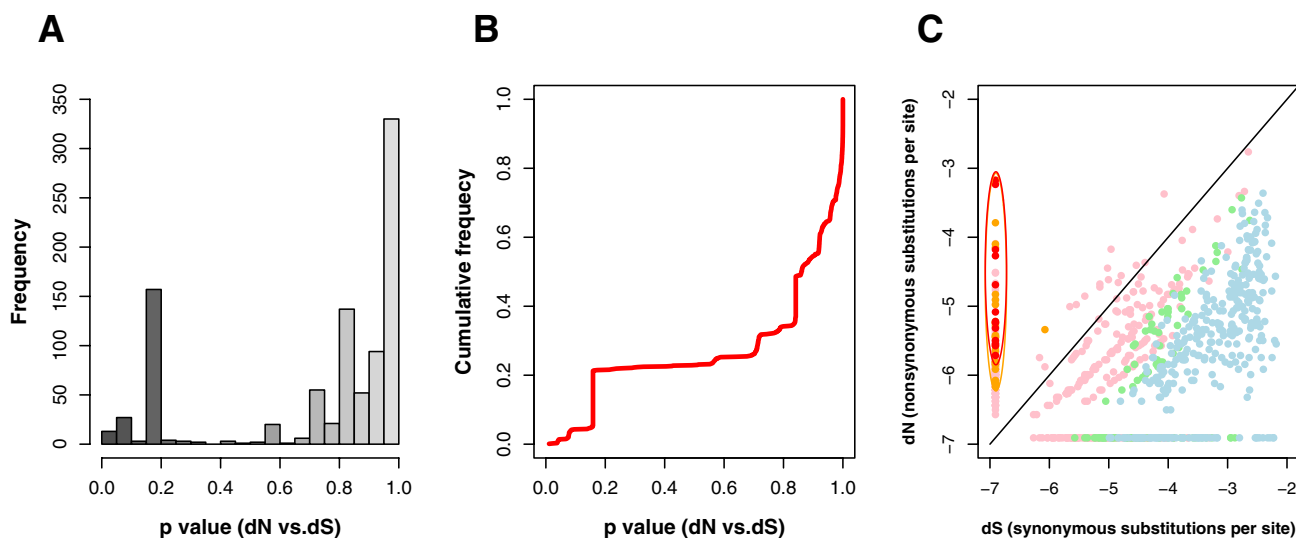 A
B
C
350
300
250
200
150
100
50
0
Frequency
0.0 0.2 0.4 0.6 0.8 1.0
p value (dN vs.dS)
1.0
0.8
0.6
0.4
0.2
0.0
Cumulative frequecy
0.0 0.2 0.4 0.6 0.8 1.0
p value (dN vs.dS)
−2
−3
−4
−5
−6
−7
dN (nonsynonymous substitutions per site)
−7 −6 −5 −4 −3 −2
dS (synonymous substitutions per site)